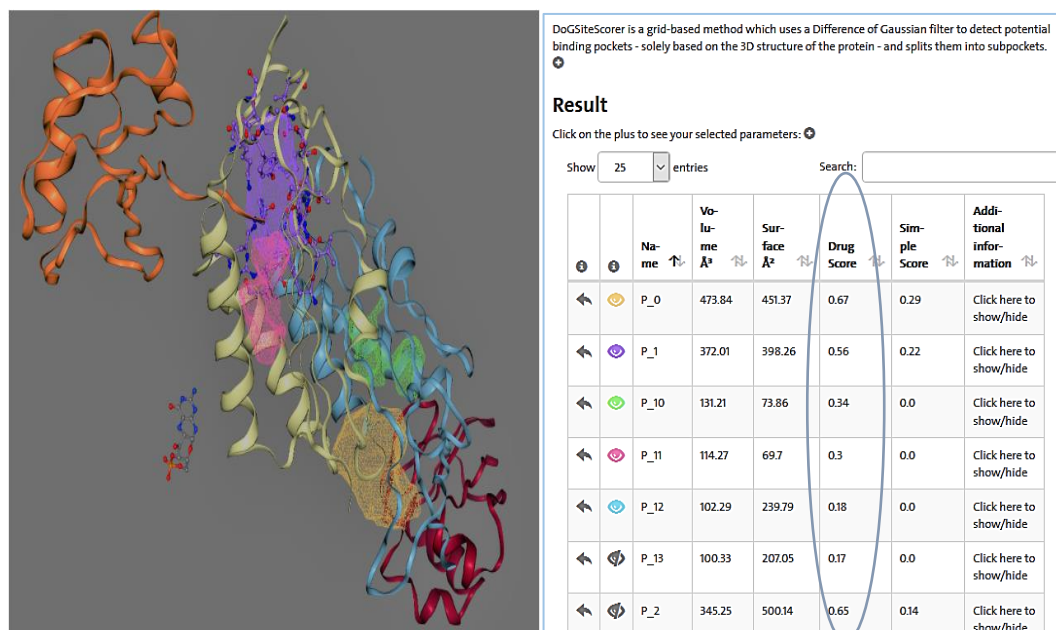 DoGSiteScorer is a grid-based method which uses a Difference of Gaussian filter to detect potential
binding pockets - solely based on the 3D structure of the protein - and splits them into subpockets.
Result
Click on the plus to see your selected parameters:
Show 25 entries Search:
Na-me Vo-lu-me Å³ Sur-face Å² Drug Score Sim-ple Score Addi-tional infor-mation
P_0 473.84 451.37 0.67 0.29 Click here to show/hide
P_1 372.01 398.26 0.56 0.22 Click here to show/hide
P_10 131.21 73.86 0.34 0.0 Click here to show/hide
P_11 114.27 69.7 0.3 0.0 Click here to show/hide
P_12 102.29 239.79 0.18 0.0 Click here to show/hide
P_13 100.33 207.05 0.17 0.0 Click here to show/hide
P_2 345.25 500.14 0.65 0.14 Click here to show/hide